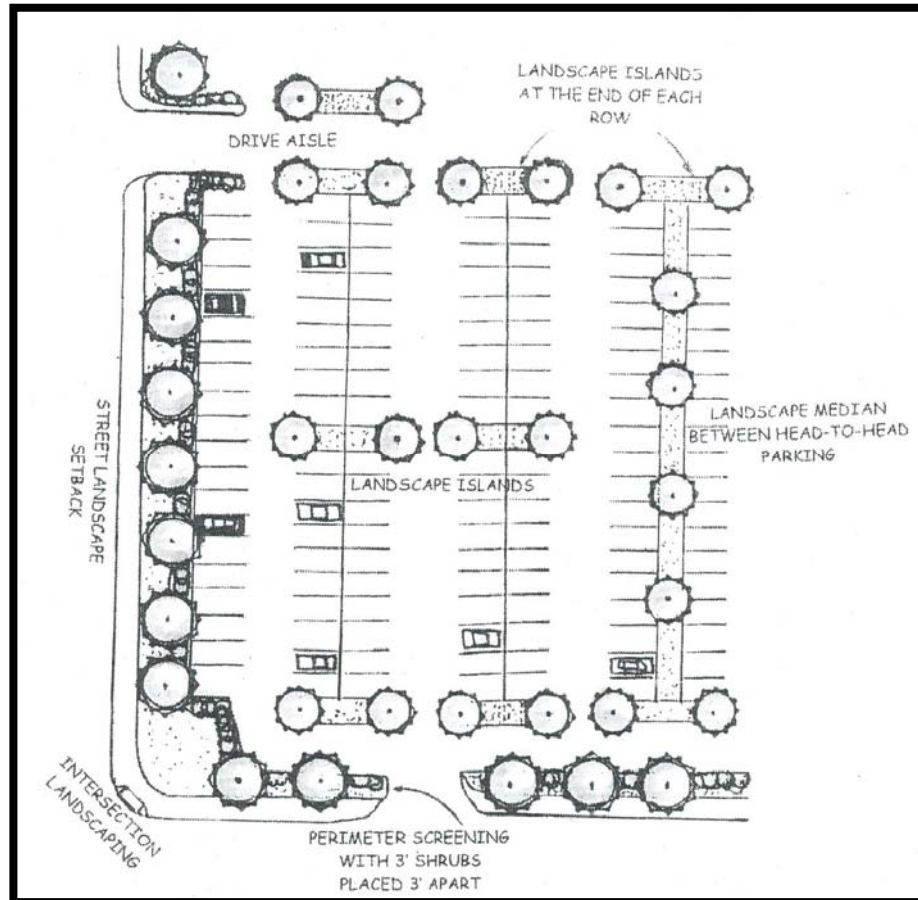 LANDSCAPE ISLANDS
AT THE END OF EACH
ROW
DRIVE AISLE
STREET LANDSCAPE
SETBACK
LANDSCAPE MEDIAN
BETWEEN HEAD-TO-HEAD
PARKING
LANDSCAPE ISLANDS
INTERSECTION
LANDSCAPING
PERIMETER SCREENING
WITH 3' SHRUBS
PLACED 3' APART